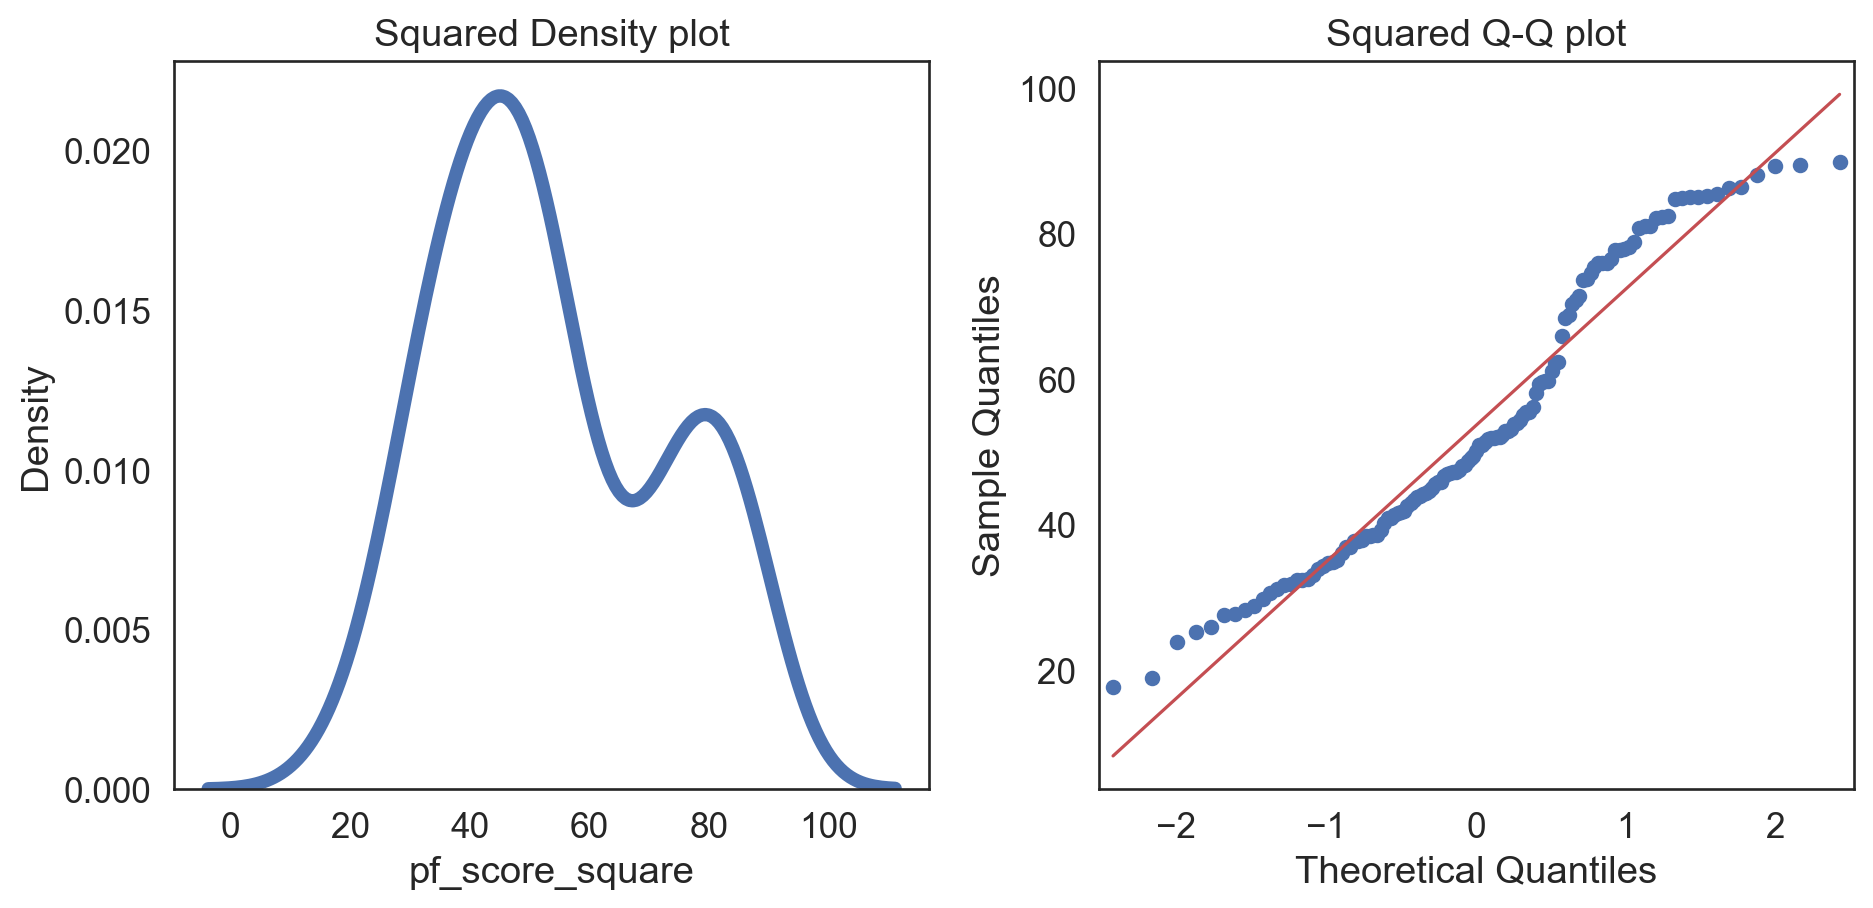 Squared Density plot
Density
0.020
0.015
0.010
0.005
0.000
0 20 40 60 80 100
pf_score_square
Squared Q-Q plot
Sample Quantiles
100
80
60
40
20
−2 −1 0 1 2
Theoretical Quantiles